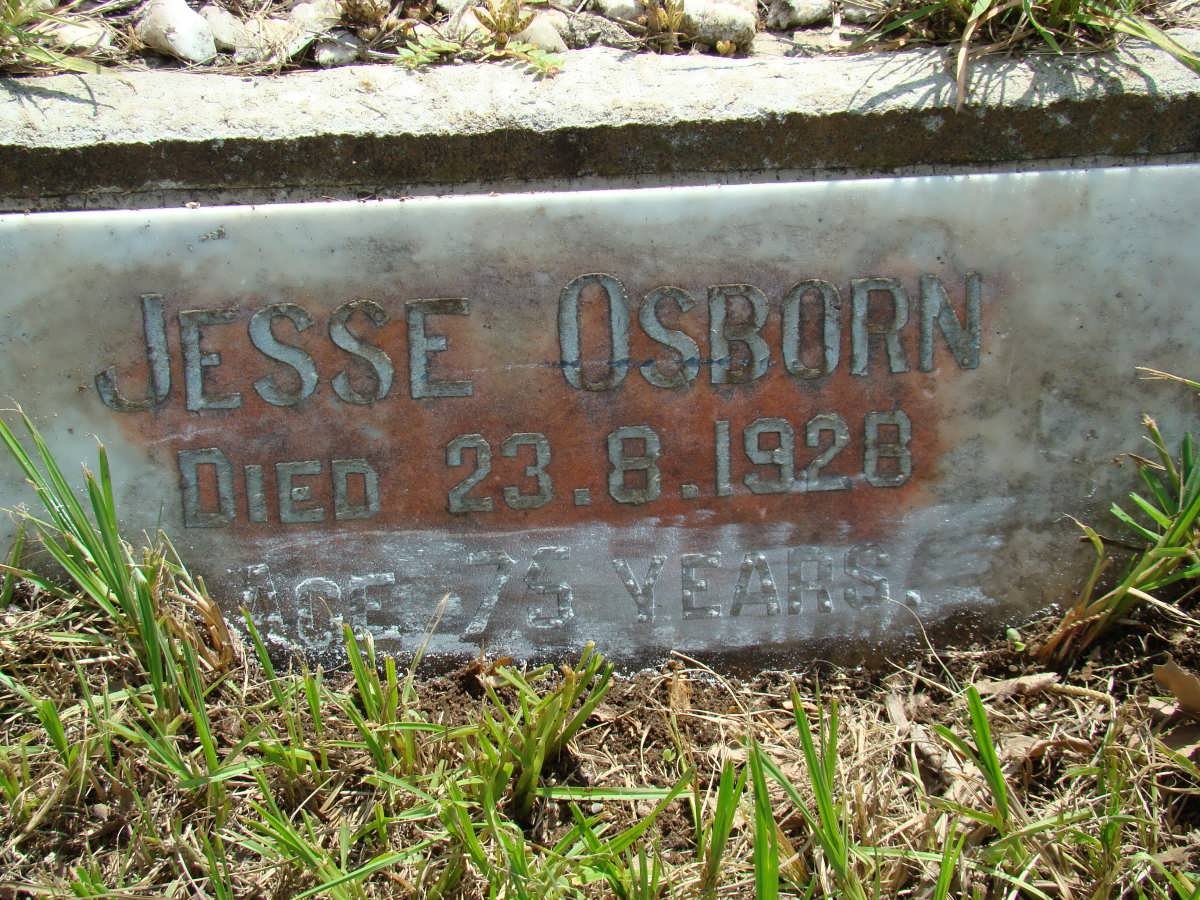 Jesse Osborn
Died 23.8.1928
Age 75 Years.